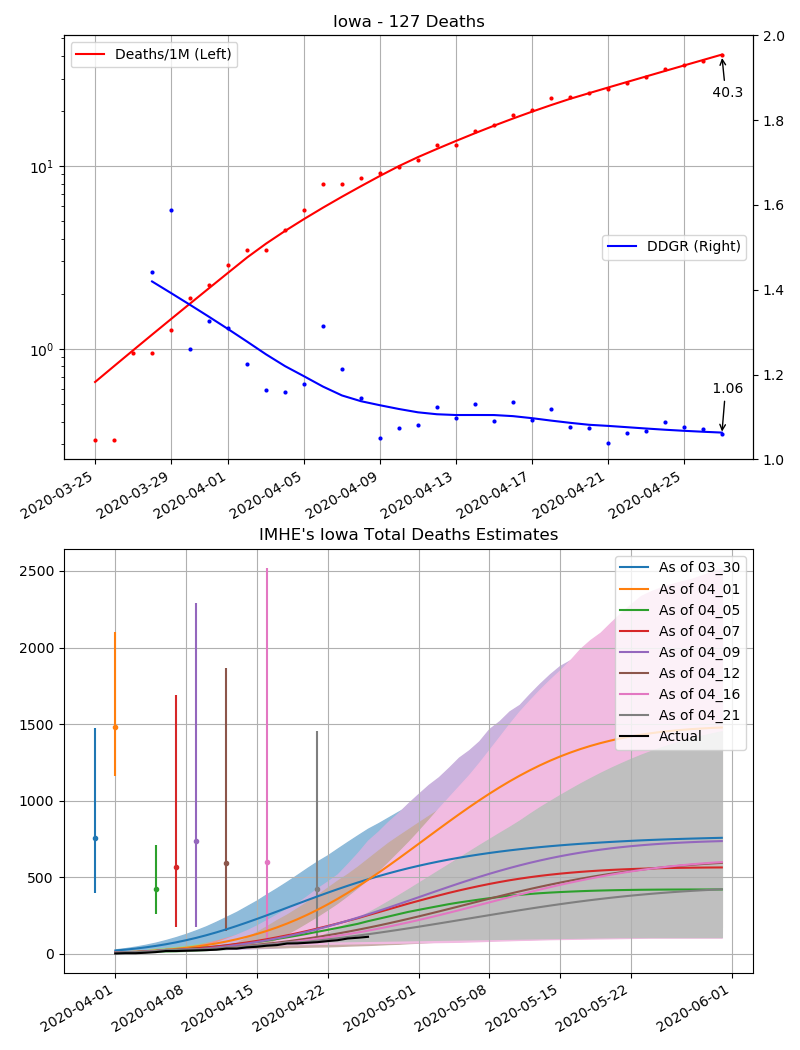 Iowa - 127 Deaths
Deaths/1M (Left)
2.0
40.3
1.8
10^1
1.6
DDGR (Right)
1.4
10^0
1.06
1.2
1.0
2020-03-25
2020-03-29
2020-04-01
2020-04-05
2020-04-09
2020-04-13
2020-04-17
2020-04-21
2020-04-25
IMHE's Iowa Total Deaths Estimates
2500
2000
1500
1000
500
0
As of 03_30
As of 04_01
As of 04_05
As of 04_07
As of 04_09
As of 04_12
As of 04_16
As of 04_21
Actual
2020-04-01
2020-04-08
2020-04-15
2020-04-22
2020-05-01
2020-05-08
2020-05-15
2020-05-22
2020-06-01